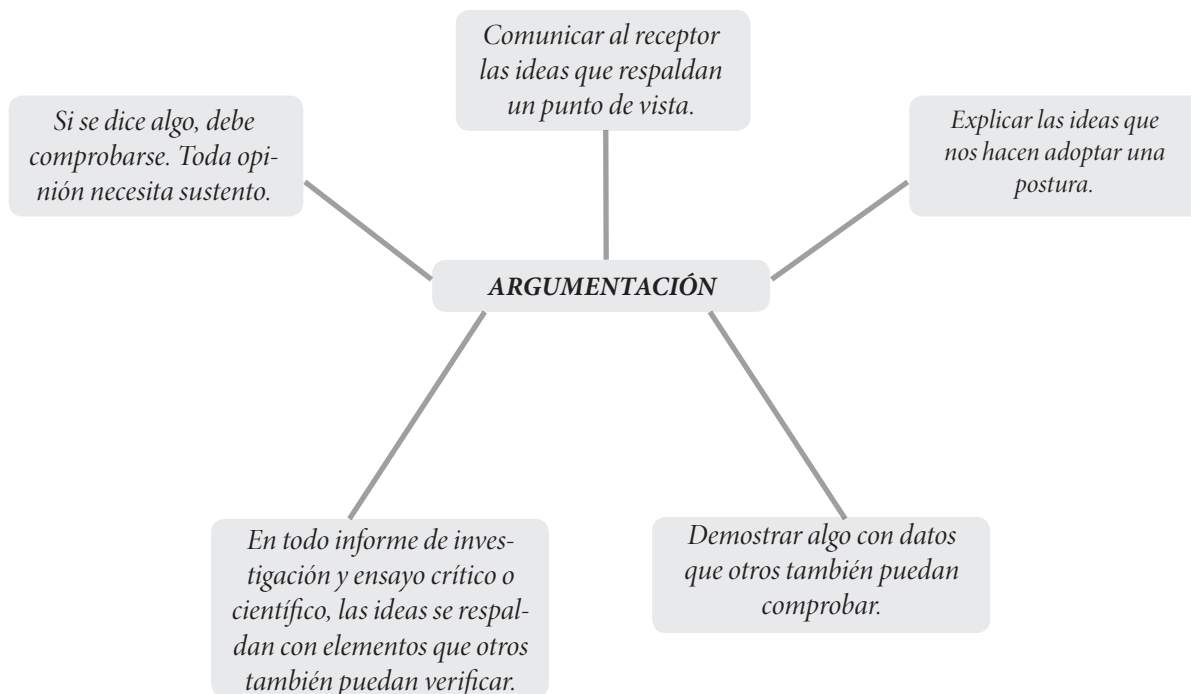 Comunicar al receptor
las ideas que respaldan
un punto de vista.
Si se dice algo, debe
comprobarse. Toda opi-
nión necesita sustento.
Explicar las ideas que
nos hacen adoptar una
postura.
ARGUMENTACIÓN
En todo informe de inves-
tigación y ensayo crítico o
científico, las ideas se respal-
dan con elementos que otros
también puedan verificar.
Demostrar algo con datos
que otros también puedan
comprobar.